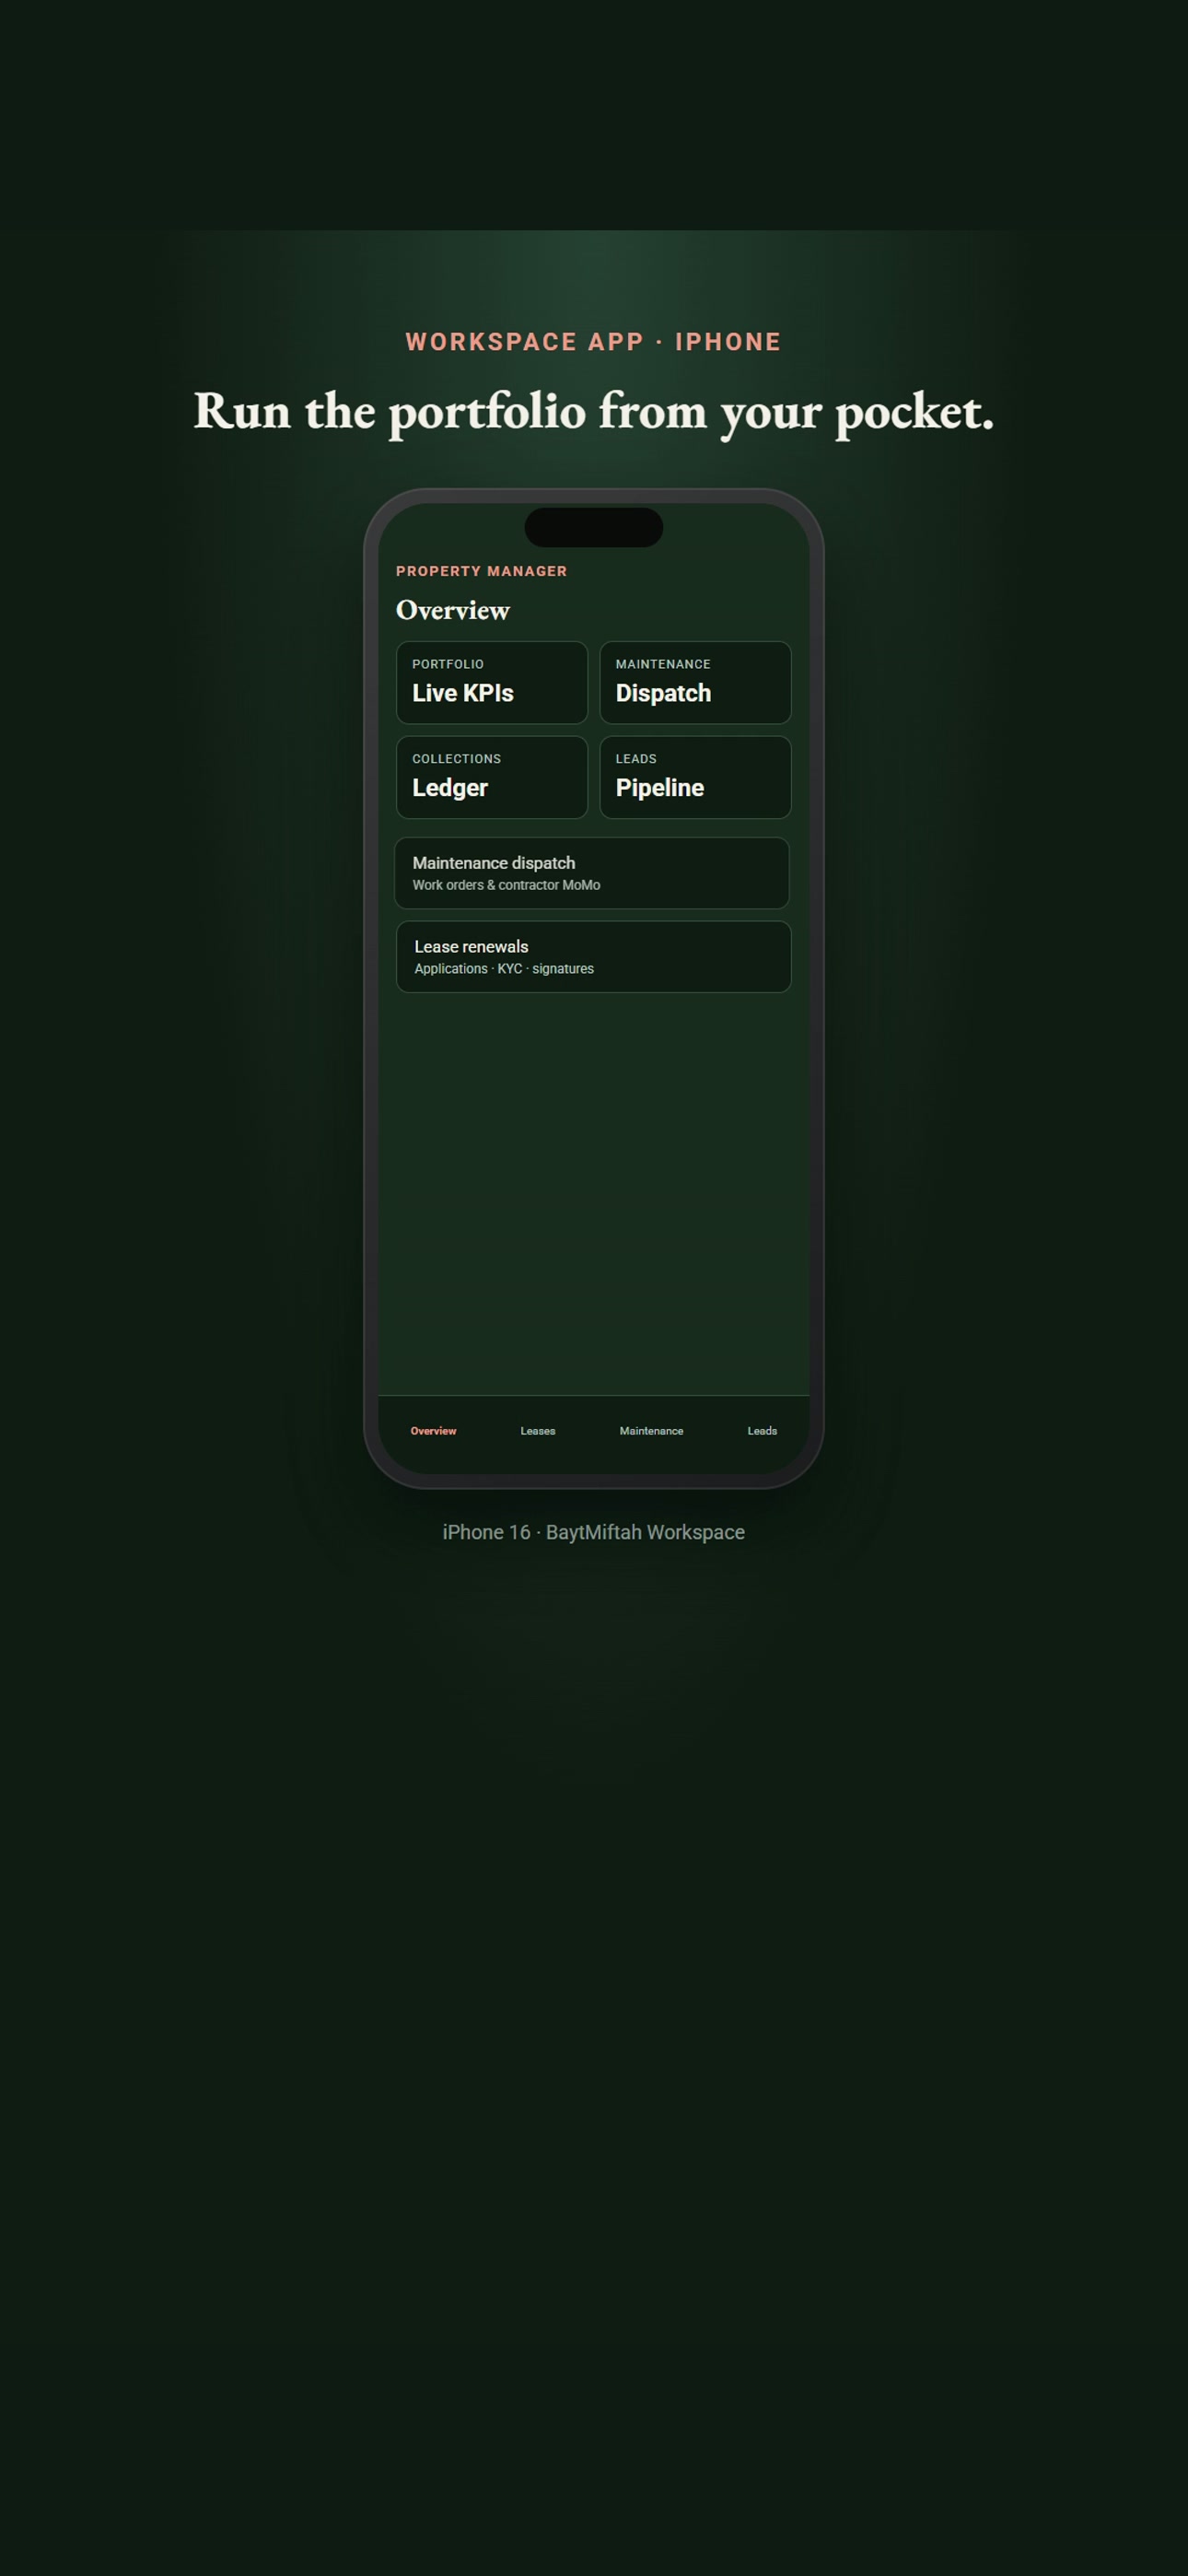 WORKSPACE APP · IPHONE
Run the portfolio from your pocket.
PROPERTY MANAGER
Overview
PORTFOLIO
Live KPIs
MAINTENANCE
Dispatch
COLLECTIONS
Ledger
LEADS
Pipeline
Maintenance dispatch
Work orders & contractor MoMo
Lease renewals
Applications · KYC · signatures
Overview Leases Maintenance Leads
iPhone 16 · BaytMiftah Workspace